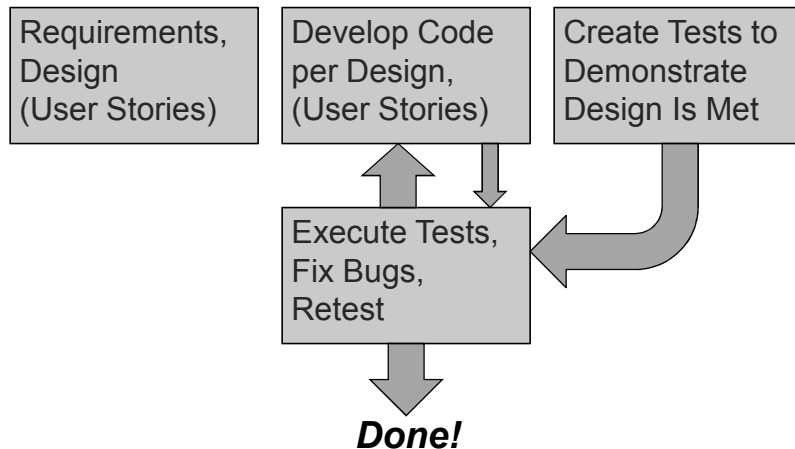 Requirements,
Design
(User Stories)
Develop Code
per Design,
(User Stories)
Create Tests to
Demonstrate
Design Is Met
Execute Tests,
Fix Bugs,
Retest
Done!